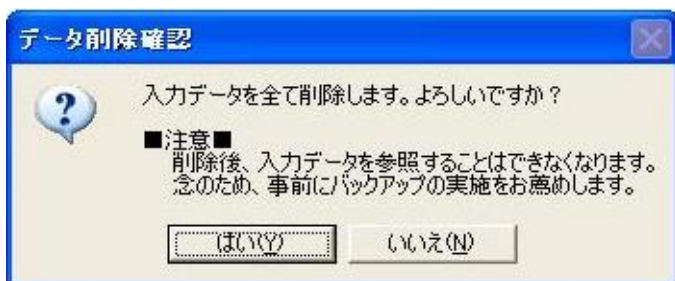 データ削除確認
入力データを全て削除します。よろしいですか？
■注意■
削除後、入力データを参照することはできなくなります。
念のため、事前にバックアップの実施をお薦めします。
はい(Y)
いいえ(N)